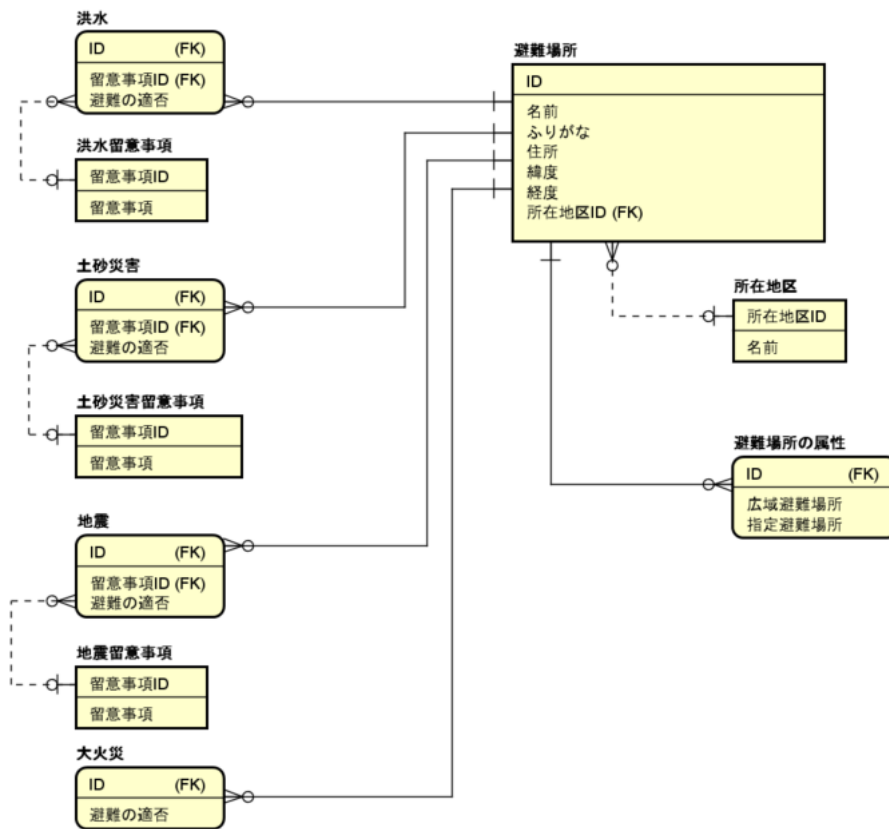 洪水
ID (FK)
留意事項ID (FK)
避難の適否
洪水留意事項
留意事項ID
留意事項
土砂災害
ID (FK)
留意事項ID (FK)
避難の適否
土砂災害留意事項
留意事項ID
留意事項
地震
ID (FK)
留意事項ID (FK)
避難の適否
地震留意事項
留意事項ID
留意事項
大火災
ID (FK)
避難の適否
避難場所
ID
名前
ふりがな
住所
緯度
経度
所在地区ID (FK)
所在地区
所在地区ID
名前
避難場所の属性
ID (FK)
広域避難場所
指定避難場所